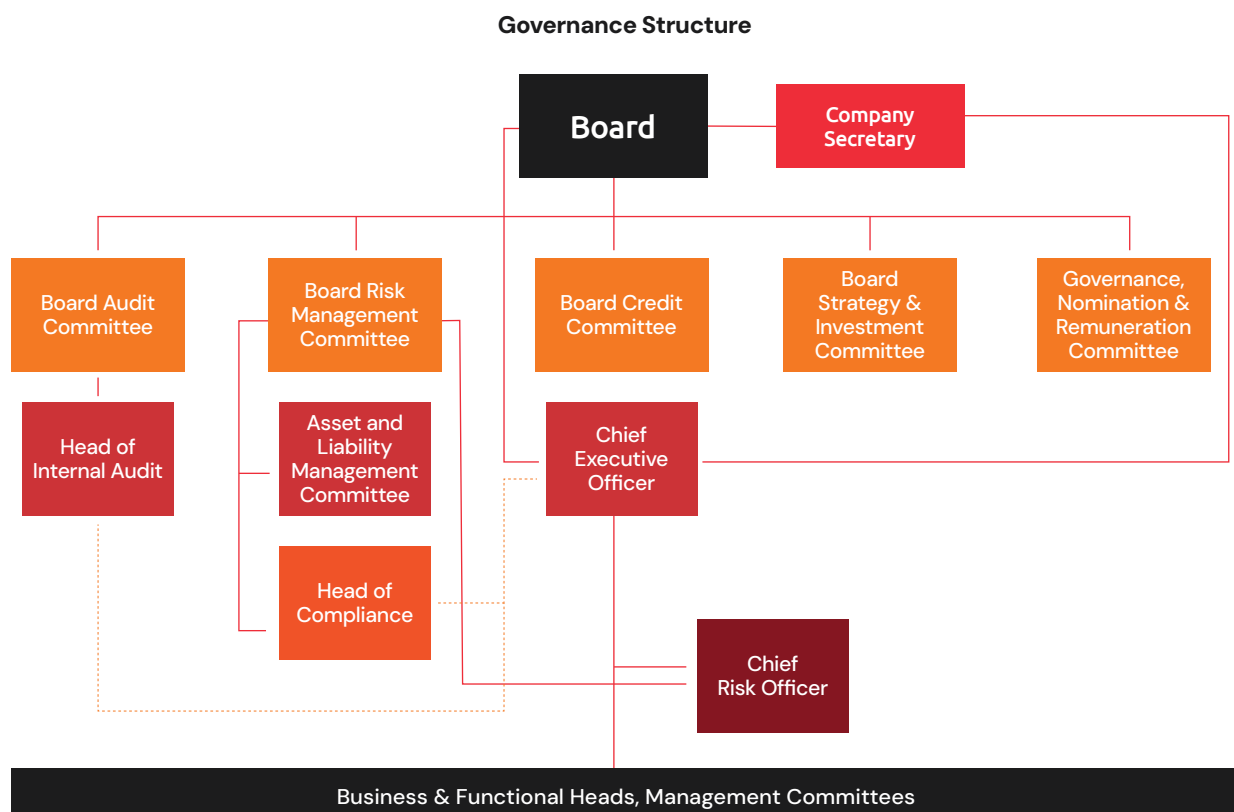 Governance Structure
Board
Company
Secretary
Board Audit
Committee
Board Risk
Management
Committee
Board Credit
Committee
Board
Strategy &
Investment
Committee
Governance,
Nomination &
Remuneration
Committee
Head of
Internal Audit
Asset and
Liability
Management
Committee
Chief
Executive
Officer
Head of
Compliance
Chief
Risk Officer
Business & Functional Heads, Management Committees